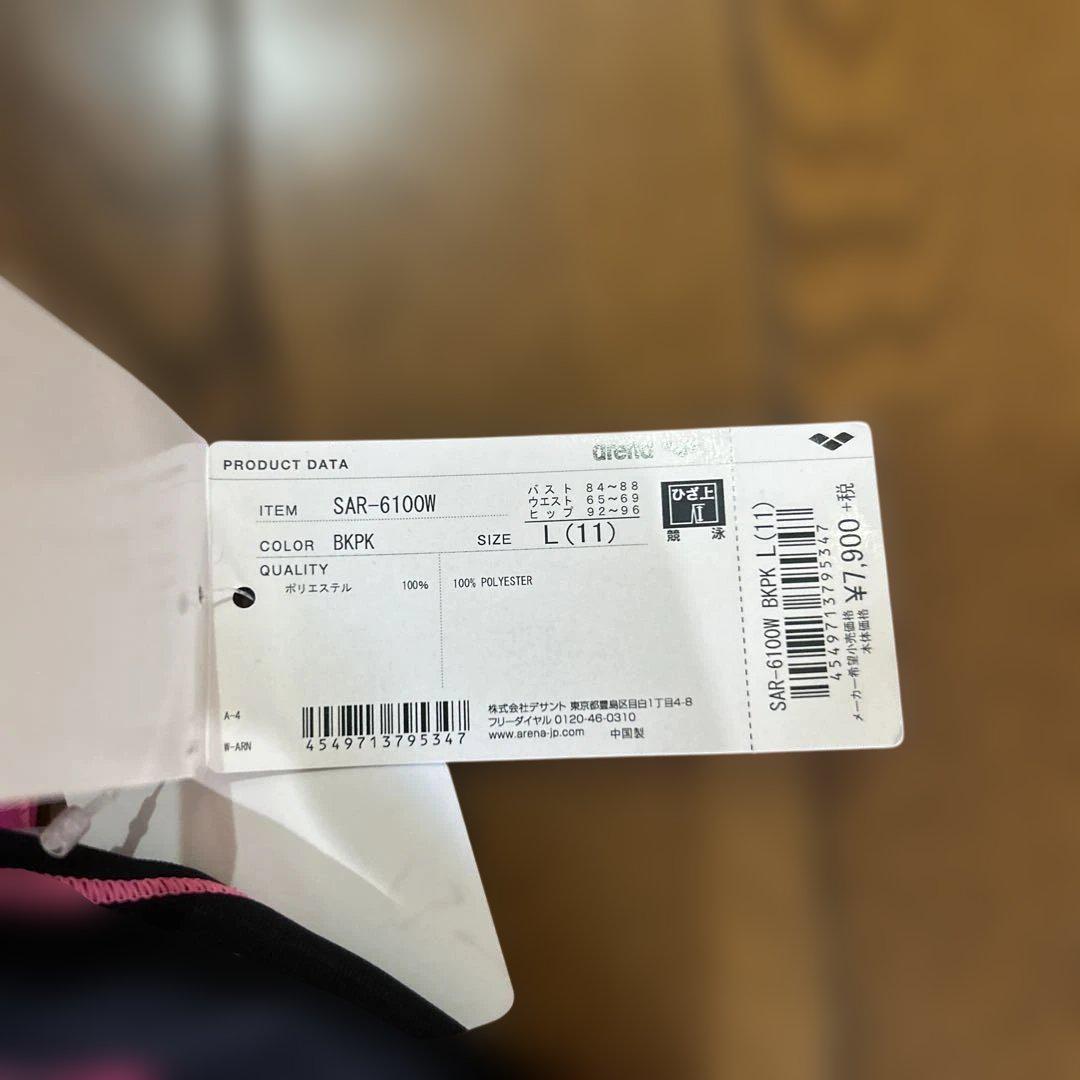 arena
PRODUCT DATA
ITEM SAR-6100W
バスト 84～88
ウエスト 65～69
ヒップ 92～96
ひざ上
競泳
COLOR BKPK
SIZE L(11)
QUALITY
ポリエステル 100%
100% POLYESTER
A-4
W-ARN
4549713795347
株式会社デサント 東京都豊島区目白1丁目4-8
フリーダイヤル 0120-46-0310
www.arena-jp.com 中国製
SAR-6100W BKPK L(11)
4549713795347
メーカー希望小売価格
本体価格
¥7,900+税